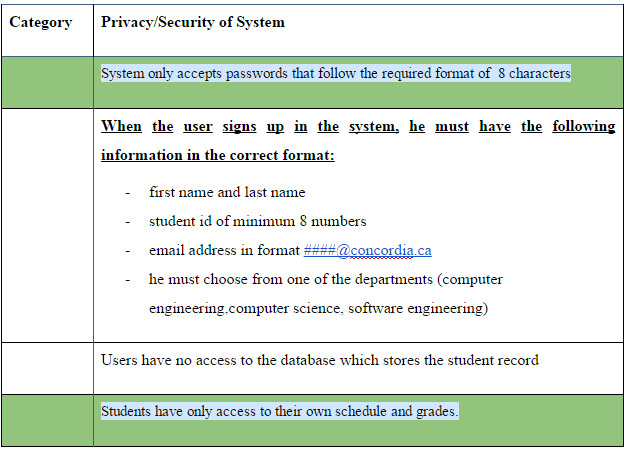 Category Privacy/Security of System
System only accepts passwords that follow the required format of  8 characters
When the user signs up in the system, he must have the following
information in the correct format:
- first name and last name
- student id of minimum 8 numbers
- email address in format ####@concordia.ca
- he must choose from one of the departments (computer
engineering,computer science, software engineering)
Users have no access to the database which stores the student record
Students have only access to their own schedule and grades.